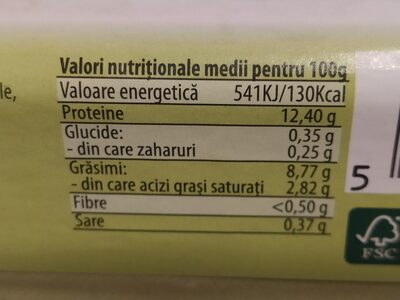 Valori nutriționale medii pentru 100g
Valoare energetică 541KJ/130Kcal
Proteine 12,40 g
Glucide: 0,35 g
- din care zaharuri 0,25 g
Grăsimi: 8,77 g
- din care acizi grași saturați 2,82 g
Fibre <0,50 g
Sare 0,37 g
le,
5
FSC